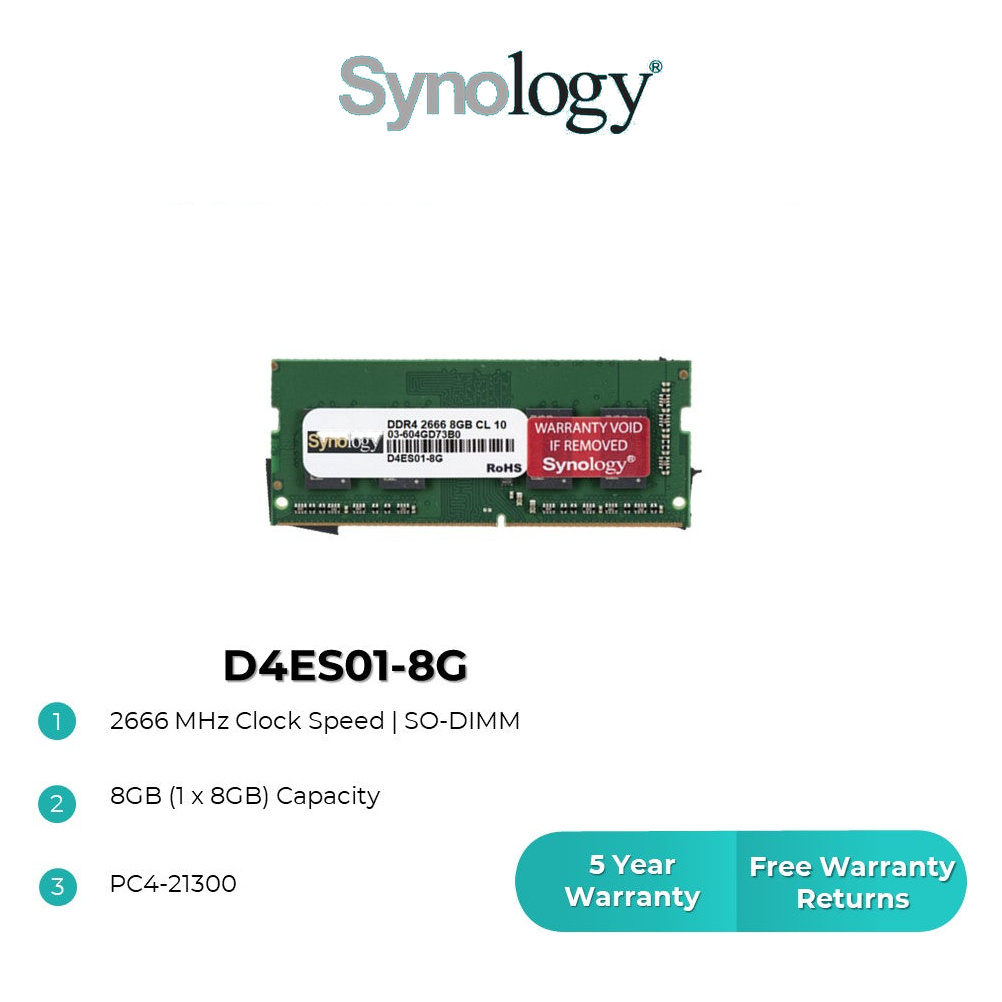 Synology®
DDR4 2666 8GB CL 10
03-604GD73B0
Synology
D4ES01-8G
RoHS
WARRANTY VOID
IF REMOVED
Synology®
D4ES01-8G
1 2666 MHz Clock Speed | SO-DIMM
2 8GB (1 x 8GB) Capacity
3 PC4-21300
5 Year
Warranty
Free Warranty
Returns